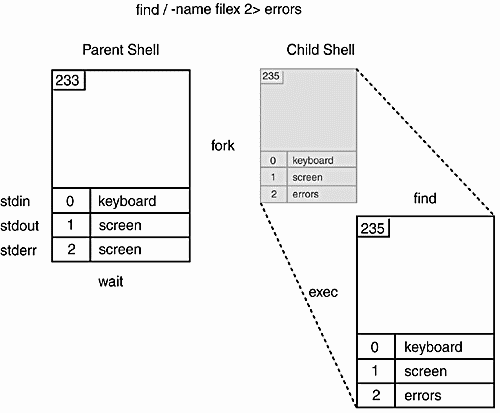 find / -name filex 2> errors
Parent Shell
Child Shell
233
235
fork
0 keyboard
1 screen
2 errors
stdin 0 keyboard
stdout 1 screen
stderr 2 screen
wait
find
235
exec
0 keyboard
1 screen
2 errors